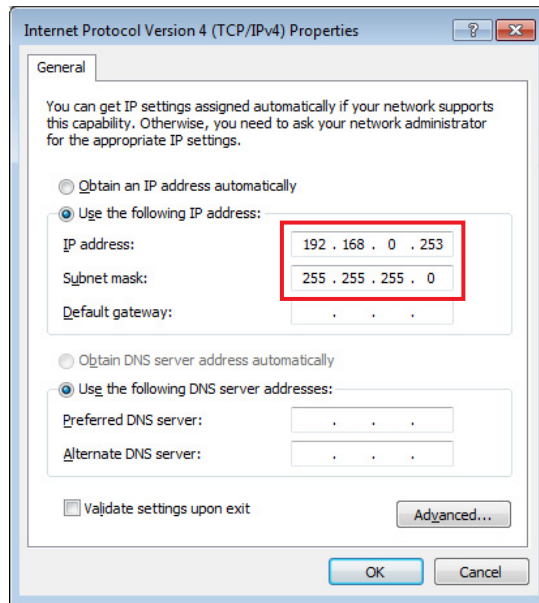 Internet Protocol Version 4 (TCP/IPv4) Properties
General
You can get IP settings assigned automatically if your network supports
this capability. Otherwise, you need to ask your network administrator
for the appropriate IP settings.
Obtain an IP address automatically
Use the following IP address:
IP address: 192 . 168 . 0 . 253
Subnet mask: 255 . 255 . 255 . 0
Default gateway: . . .
Obtain DNS server address automatically
Use the following DNS server addresses:
Preferred DNS server: . . .
Alternate DNS server: . . .
Validate settings upon exit
Advanced...
OK Cancel